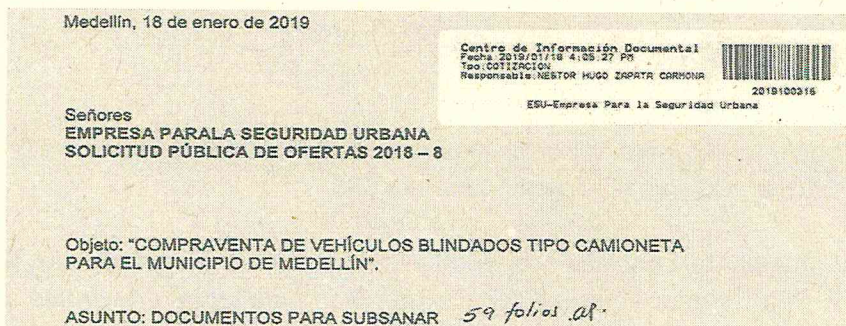 Medellín, 18 de enero de 2019
Centro de Información Documental
Fecha 2019/01/18 4:05:27 PM
Tpo:COTIZACION
Responsable:NESTOR HUGO ZAPATA CARMONA
2019100316
ESU-Empresa Para la Seguridad Urbana
Señores
EMPRESA PARALA SEGURIDAD URBANA
SOLICITUD PÚBLICA DE OFERTAS 2018 – 8
Objeto: "COMPRAVENTA DE VEHÍCULOS BLINDADOS TIPO CAMIONETA
PARA EL MUNICIPIO DE MEDELLÍN".
ASUNTO: DOCUMENTOS PARA SUBSANAR 59 folios